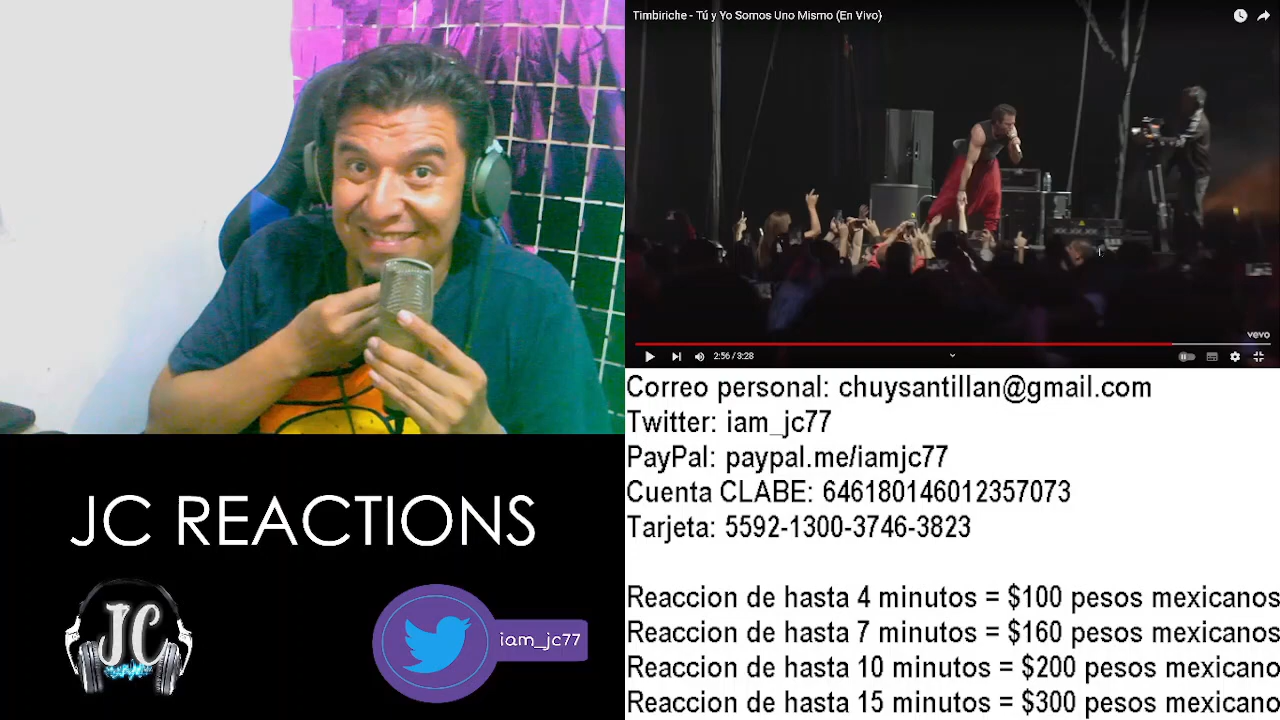 Timbiriche - Tú y Yo Somos Uno Mismo (En Vivo)
vevo
2:56 / 3:28
Correo personal: chuysantillan@gmail.com
Twitter: iam_jc77
PayPal: paypal.me/iamjc77
Cuenta CLABE: 646180146012357073
Tarjeta: 5592-1300-3746-3823
Reaccion de hasta 4 minutos = $100 pesos mexicanos
Reaccion de hasta 7 minutos = $160 pesos mexicanos
Reaccion de hasta 10 minutos = $200 pesos mexicano
Reaccion de hasta 15 minutos = $300 pesos mexicano
JC REACTIONS
JC
iam_jc77